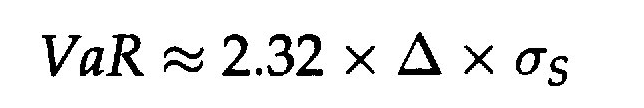 VaR ≈ 2.32 × Δ × σ_S